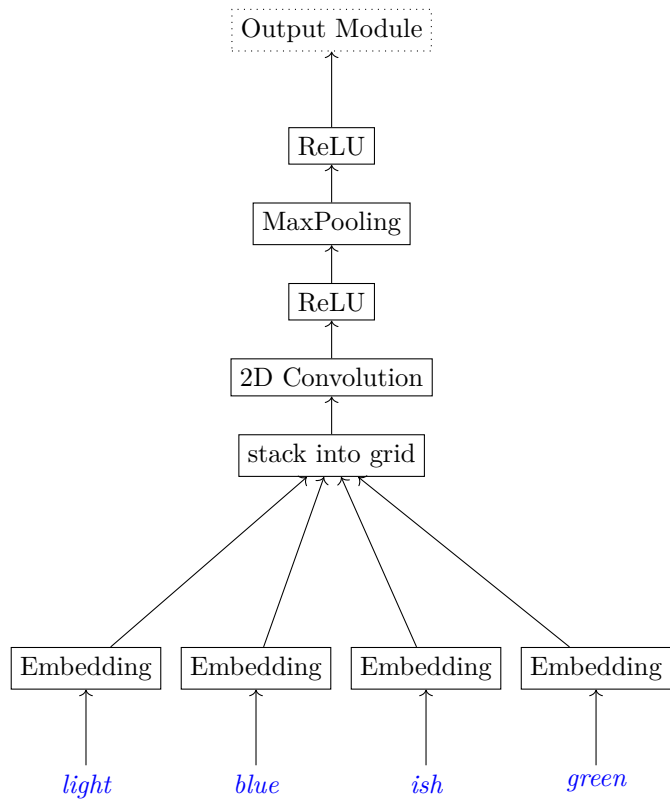 Output Module
ReLU
MaxPooling
ReLU
2D Convolution
stack into grid
Embedding Embedding Embedding Embedding
light blue ish green